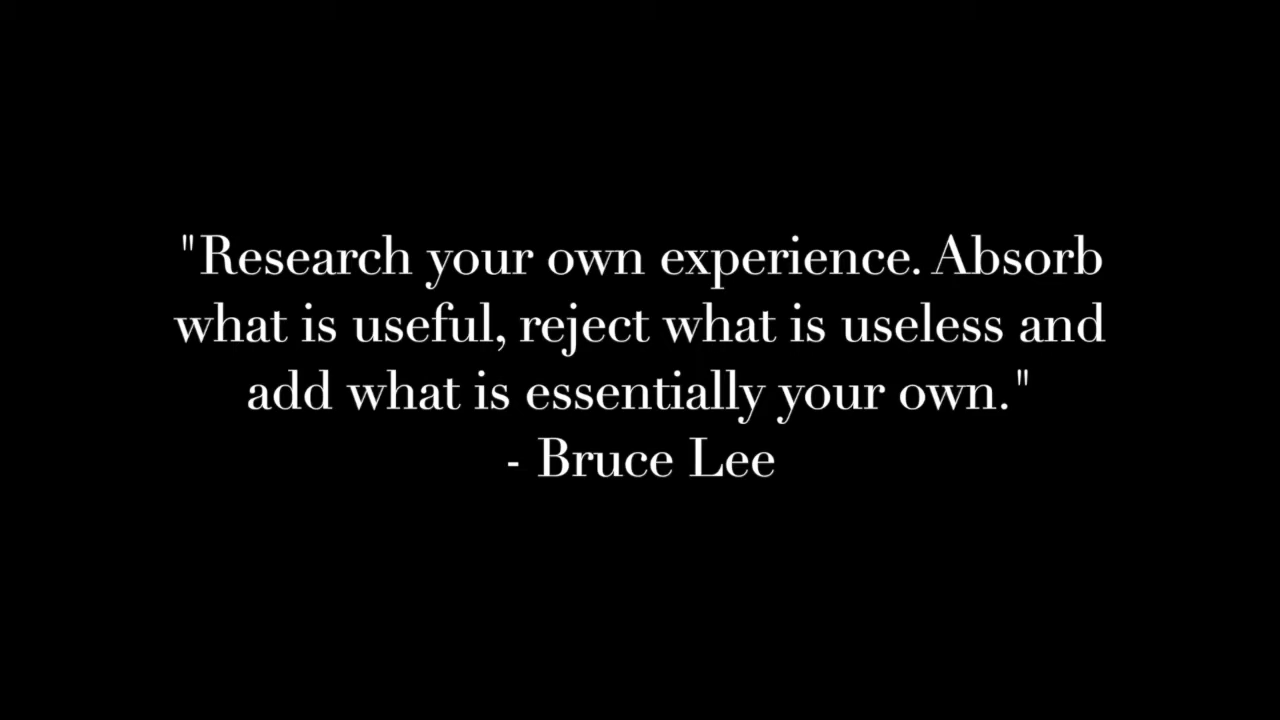 "Research your own experience. Absorb
what is useful, reject what is useless and
add what is essentially your own."
- Bruce Lee